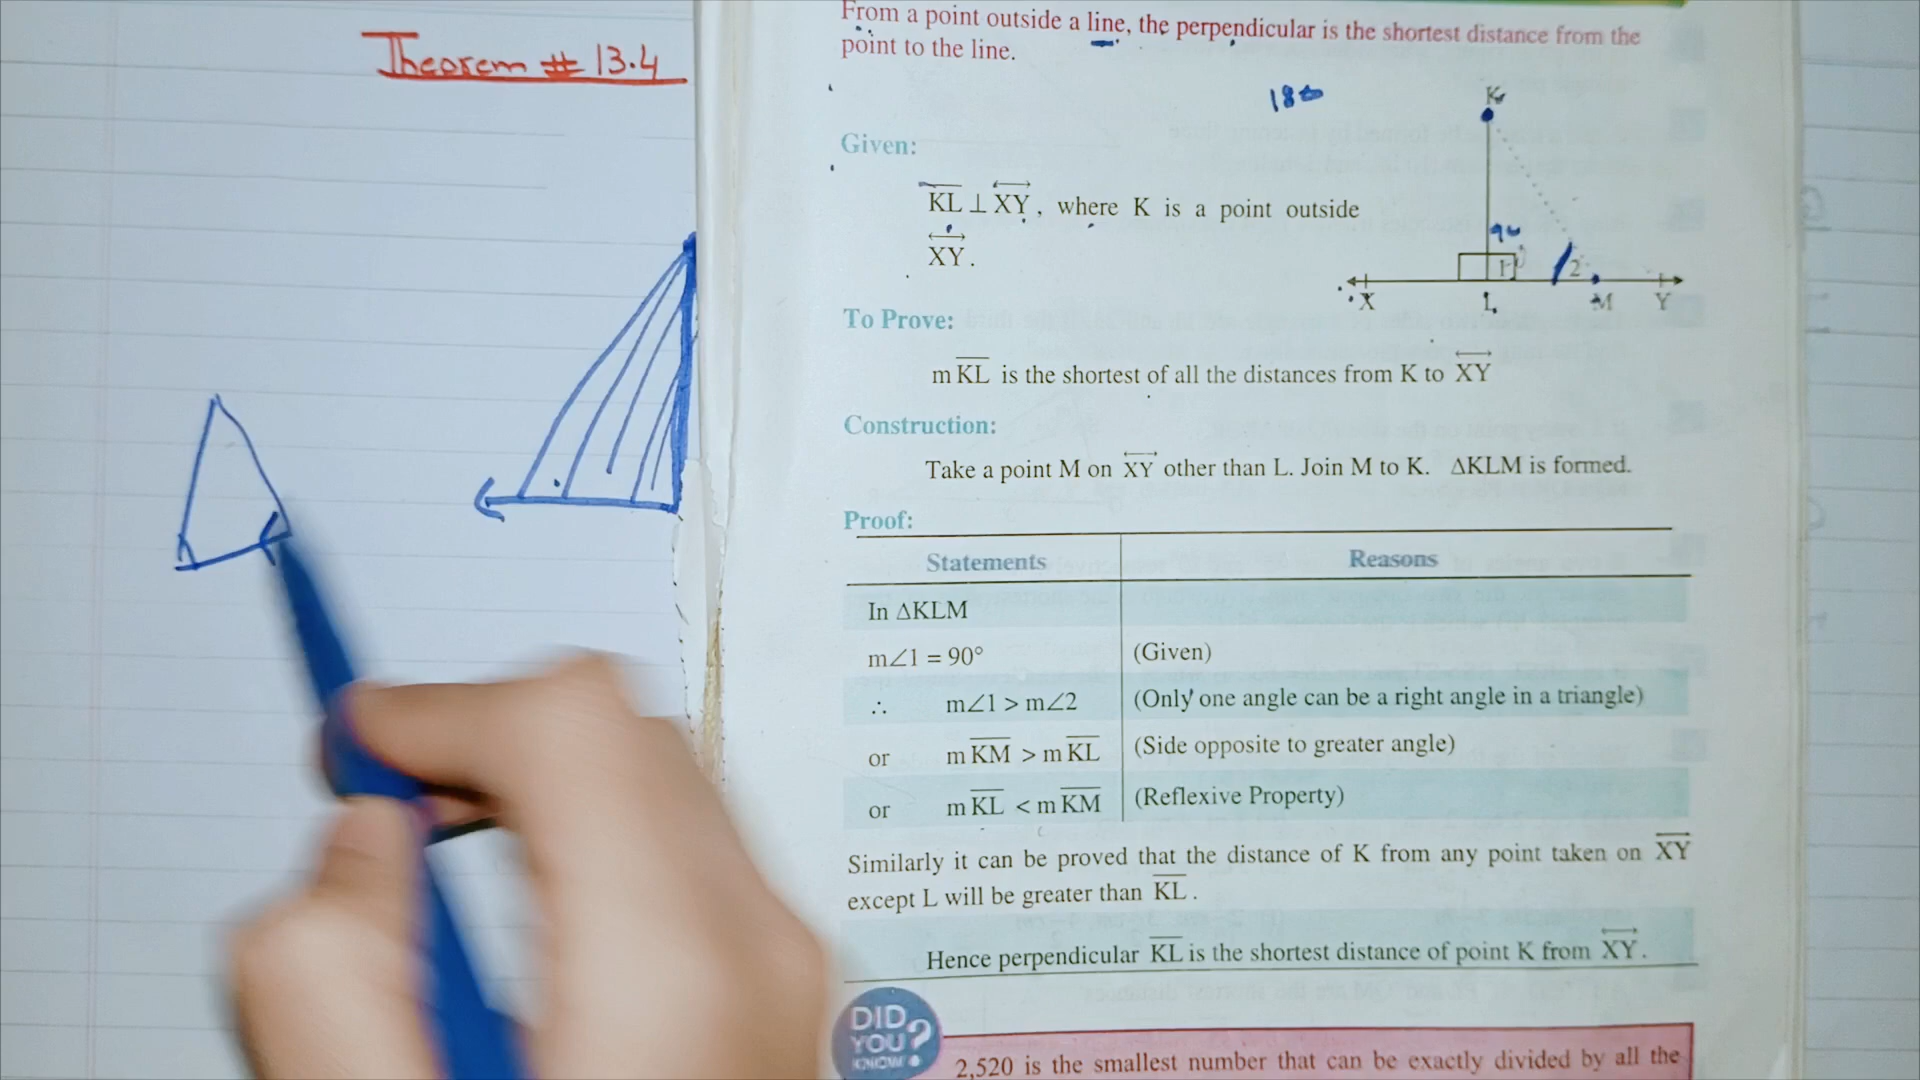 Theorem # 13.4
From a point outside a line, the perpendicular is the shortest distance from the
point to the line.
180
K
Given:
KL ⊥ XY, where K is a point outside
XY.
90
1
2
X
L
M
Y
To Prove:
m KL is the shortest of all the distances from K to XY
Construction:
Take a point M on XY other than L. Join M to K. ΔKLM is formed.
Proof:
Statements
Reasons
In ΔKLM
m∠1 = 90°
(Given)
∴ m∠1 > m∠2
(Only one angle can be a right angle in a triangle)
or m KM > m KL
(Side opposite to greater angle)
or m KL < m KM
(Reflexive Property)
Similarly it can be proved that the distance of K from any point taken on XY
except L will be greater than KL.
Hence perpendicular KL is the shortest distance of point K from XY.
DID
YOU
KNOW
?
2,520 is the smallest number that can be exactly divided by all the